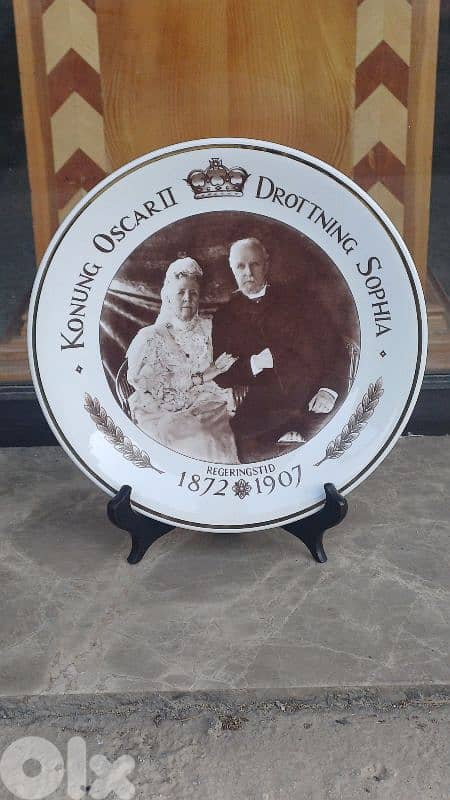 KONUNG OSCAR II DROTTNING SOPHIA
REGERINGSTID
1872 1907
OLX